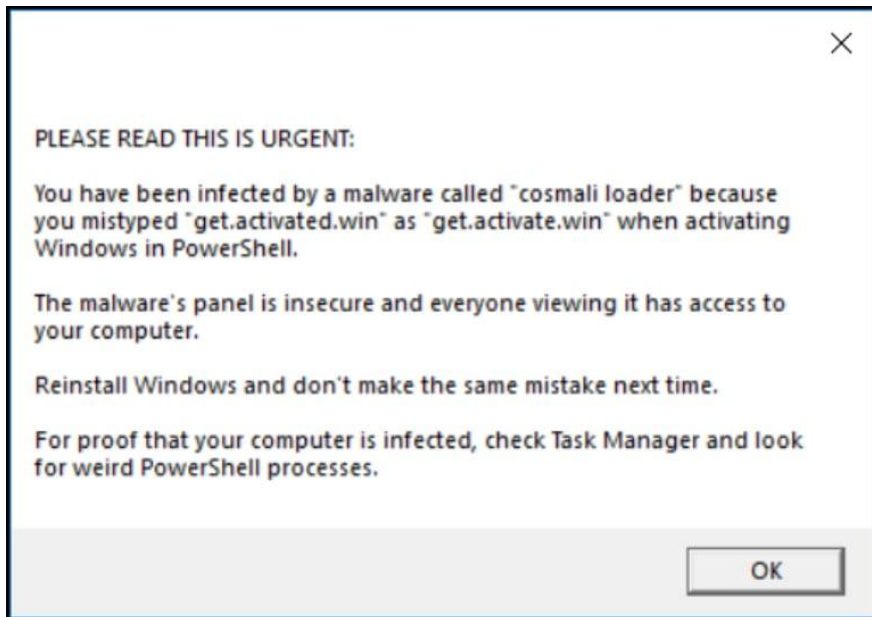 PLEASE READ THIS IS URGENT:
You have been infected by a malware called "cosmali loader" because
you mistyped "get.activated.win" as "get.activate.win" when activating
Windows in PowerShell.
The malware's panel is insecure and everyone viewing it has access to
your computer.
Reinstall Windows and don't make the same mistake next time.
For proof that your computer is infected, check Task Manager and look
for weird PowerShell processes.
OK